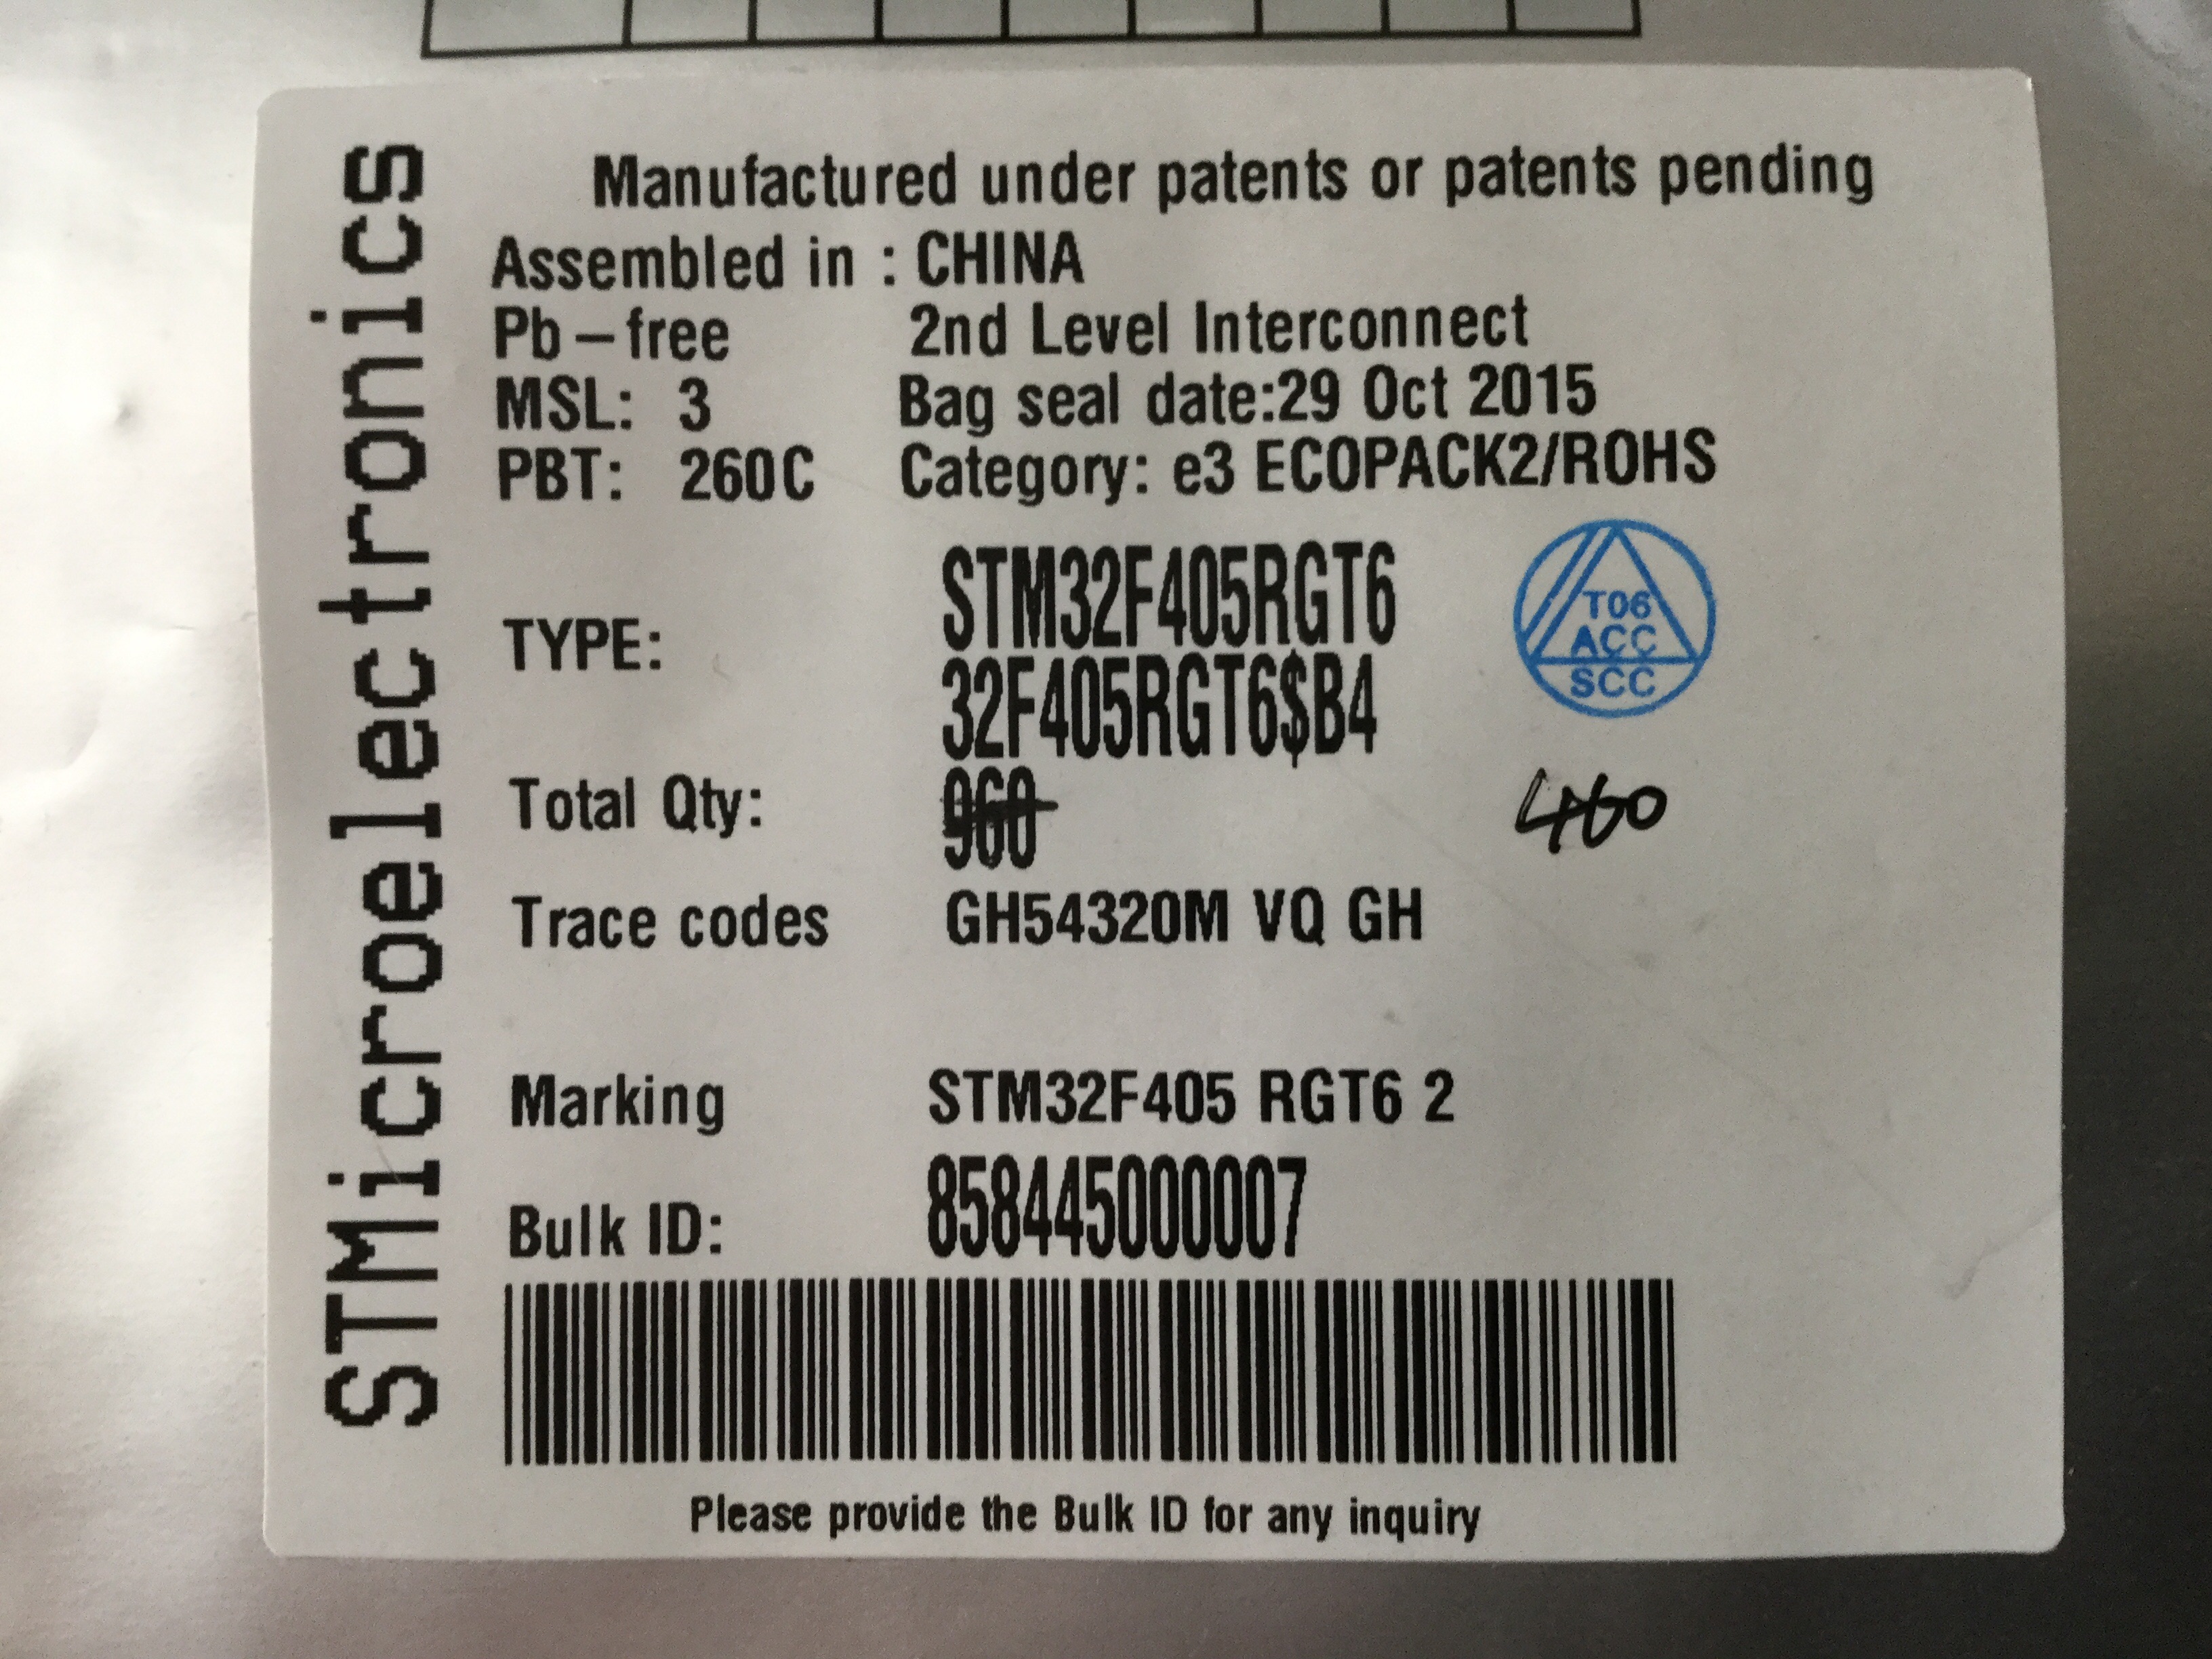 STMicroelectronics
Manufactured under patents or patents pending
Assembled in : CHINA
Pb-free 2nd Level Interconnect
MSL: 3 Bag seal date:29 Oct 2015
PBT: 260C Category: e3 ECOPACK2/ROHS
TYPE: STM32F405RGT6
32F405RGT6$B4
T06
ACC
SCC
Total Qty: 960 460
Trace codes GH54320M VQ GH
Marking STM32F405 RGT6 2
Bulk ID: 858445000007
Please provide the Bulk ID for any inquiry